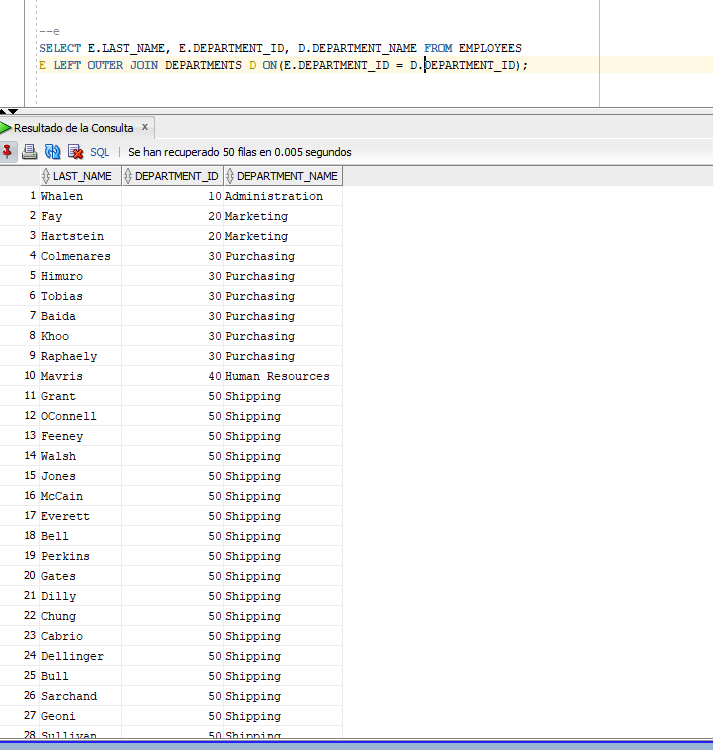 --e
SELECT E.LAST_NAME, E.DEPARTMENT_ID, D.DEPARTMENT_NAME FROM EMPLOYEES
E LEFT OUTER JOIN DEPARTMENTS D ON(E.DEPARTMENT_ID = D.DEPARTMENT_ID);
Resultado de la Consulta x
SQL | Se han recuperado 50 filas en 0.005 segundos
LAST_NAME DEPARTMENT_ID DEPARTMENT_NAME
1 Whalen 10 Administration
2 Fay 20 Marketing
3 Hartstein 20 Marketing
4 Colmenares 30 Purchasing
5 Himuro 30 Purchasing
6 Tobias 30 Purchasing
7 Baida 30 Purchasing
8 Khoo 30 Purchasing
9 Raphaely 30 Purchasing
10 Mavris 40 Human Resources
11 Grant 50 Shipping
12 OConnell 50 Shipping
13 Feeney 50 Shipping
14 Walsh 50 Shipping
15 Jones 50 Shipping
16 McCain 50 Shipping
17 Everett 50 Shipping
18 Bell 50 Shipping
19 Perkins 50 Shipping
20 Gates 50 Shipping
21 Dilly 50 Shipping
22 Chung 50 Shipping
23 Cabrio 50 Shipping
24 Dellinger 50 Shipping
25 Bull 50 Shipping
26 Sarchand 50 Shipping
27 Geoni 50 Shipping
28 Sullivan 50 Shipping